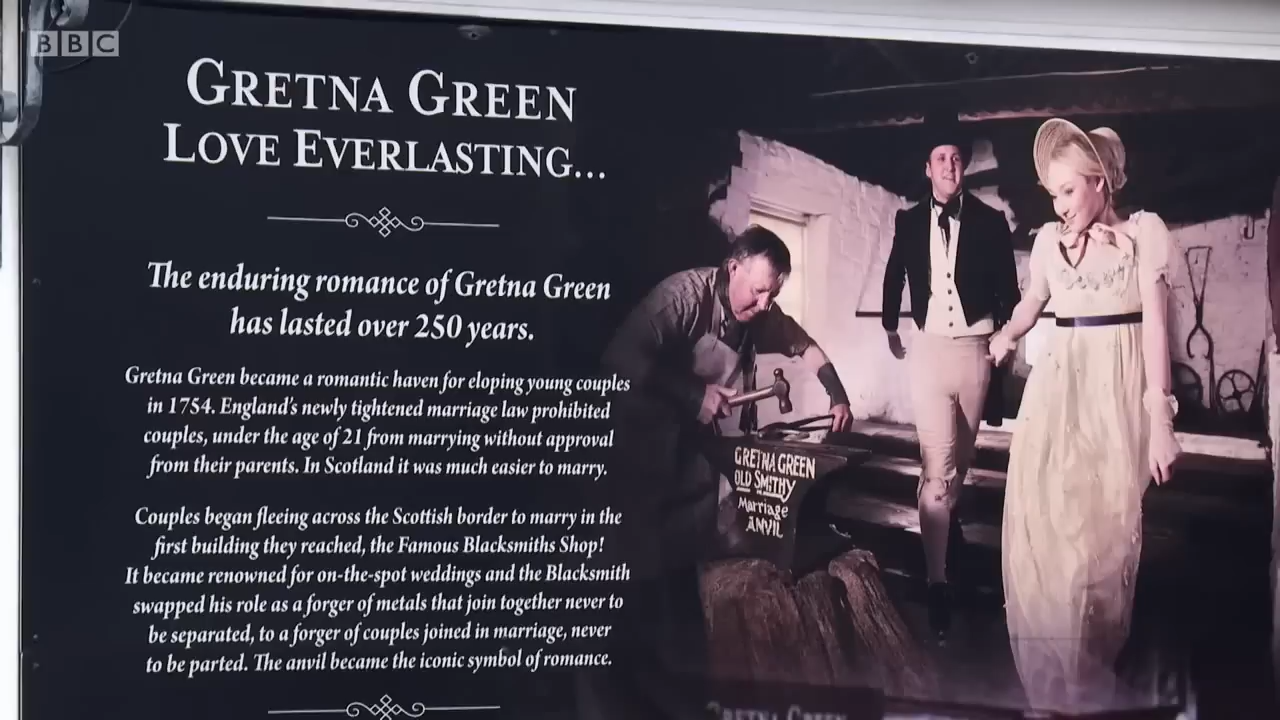 BBC
GRETNA GREEN
LOVE EVERLASTING...
The enduring romance of Gretna Green
has lasted over 250 years.
Gretna Green became a romantic haven for eloping young couples
in 1754. England's newly tightened marriage law prohibited
couples, under the age of 21 from marrying without approval
from their parents. In Scotland it was much easier to marry.
Couples began fleeing across the Scottish border to marry in the
first building they reached, the Famous Blacksmiths Shop!
It became renowned for on-the-spot weddings and the Blacksmith
swapped his role as a forger of metals that join together never to
be separated, to a forger of couples joined in marriage, never
to be parted. The anvil became the iconic symbol of romance.
GRETNA GREEN
OLD SMITHY
Marriage
ANVIL
GRETNA GREEN